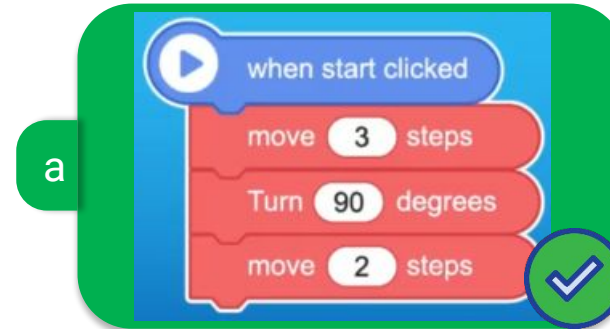 a
when start clicked
move 3 steps
Turn 90 degrees
move 2 steps